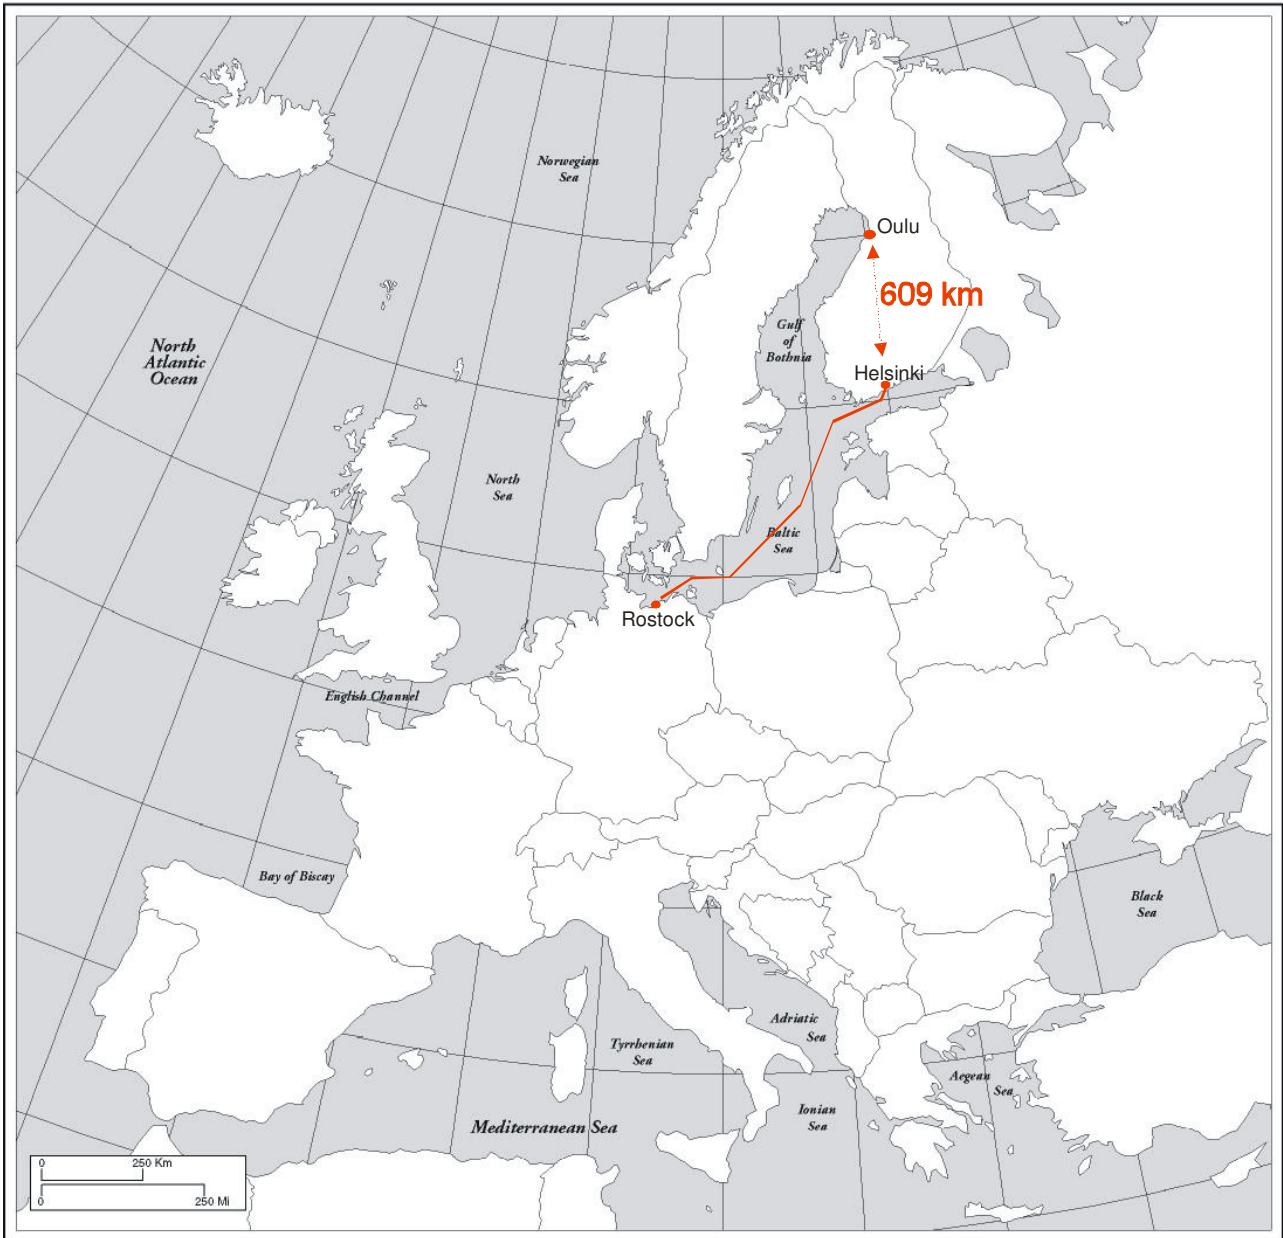 Norwegian
Sea
Oulu
609 km
Gulf
of
Bothnia
North
Atlantic
Ocean
Helsinki
North
Sea
Baltic
Sea
Rostock
English Channel
Bay of Biscay
Black
Sea
Adriatic
Sea
Tyrrhenian
Sea
Aegean
Sea
Ionian
Sea
Mediterranean Sea
0 250 Km
0 250 Mi